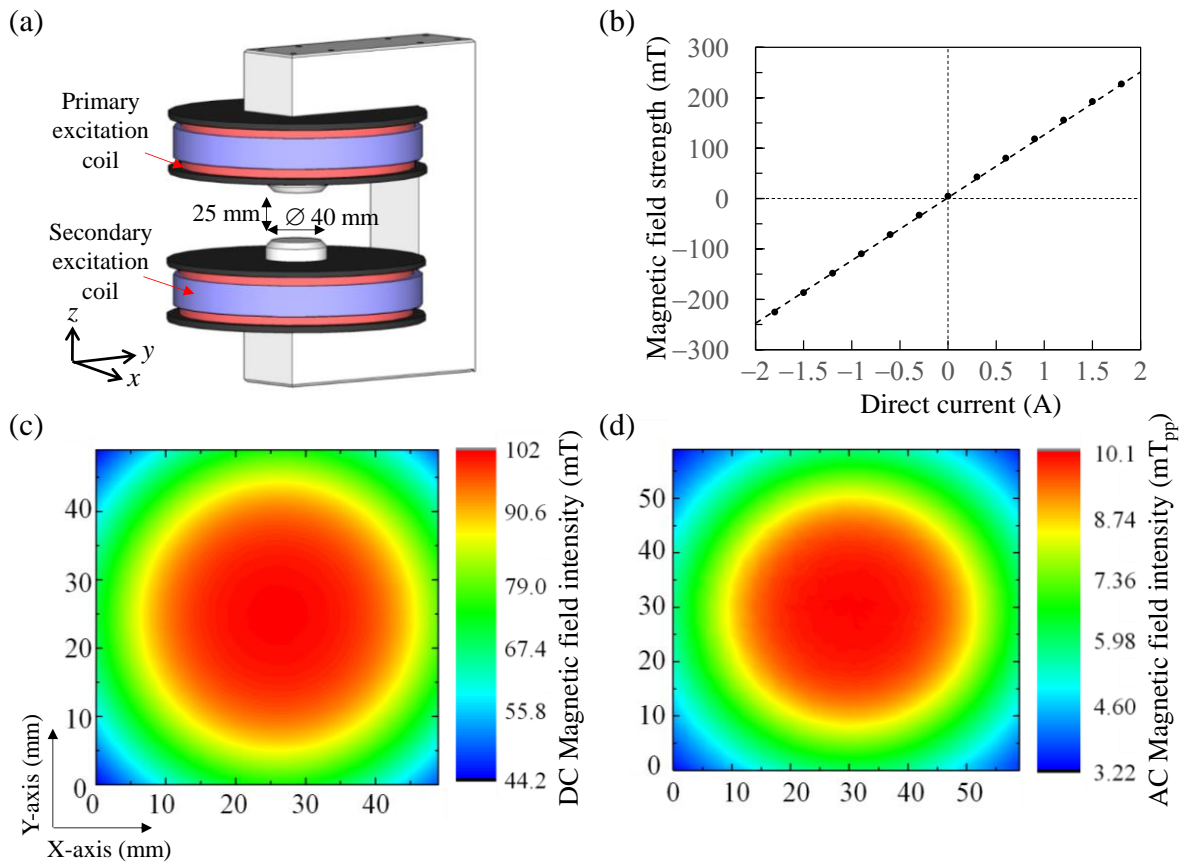 (a)
Primary
excitation
coil
25 mm
∅ 40 mm
Secondary
excitation
coil
z
y
x
(b)
Magnetic field strength (mT)
300
200
100
0
−100
−200
−300
−2
−1.5
−1
−0.5
0
0.5
1
1.5
2
Direct current (A)
(c)
40
30
20
10
0
0
10
20
30
40
Y-axis (mm)
X-axis (mm)
102
90.6
79.0
67.4
55.8
44.2
DC Magnetic field intensity (mT)
(d)
50
40
30
20
10
0
0
10
20
30
40
50
10.1
8.74
7.36
5.98
4.60
3.22
AC Magnetic field intensity (mTpp)